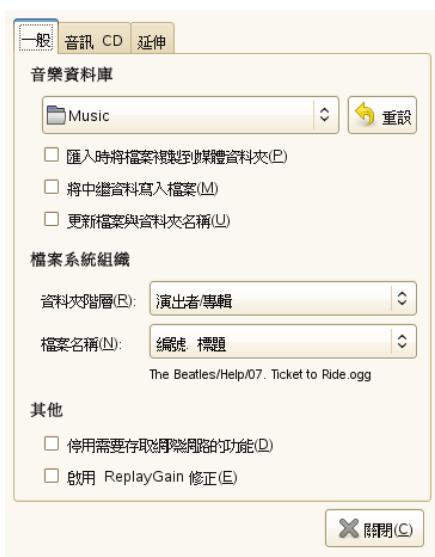 一般 音訊 CD 延伸
音樂資料庫
Music 重設
匯入時將檔案複製到媒體資料夾(P)
將中繼資料寫入檔案(M)
更新檔案與資料夾名稱(U)
檔案系統組織
資料夾階層(R): 演出者/專輯
檔案名稱(N): 編號. 標題
The Beatles/Help/07. Ticket to Ride.ogg
其他
停用需要存取網際網路的功能(D)
啟用 ReplayGain 修正(E)
關閉(C)